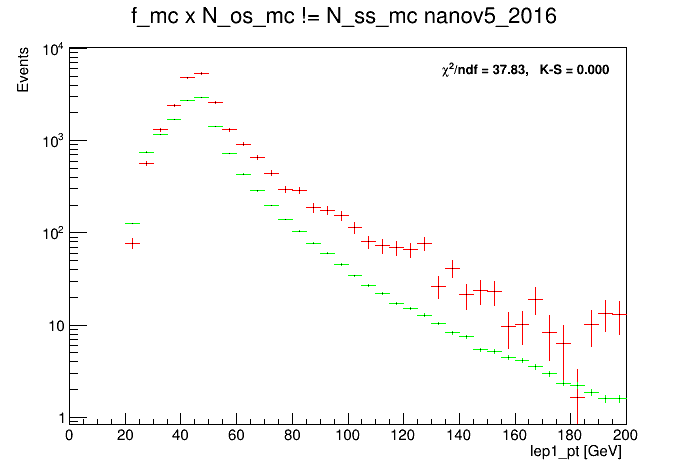 f_mc x N_os_mc != N_ss_mc nanov5_2016
χ²/ndf = 37.83, K-S = 0.000
Events
10⁴
10³
10²
10
1
0 20 40 60 80 100 120 140 160 180 200
lep1_pt [GeV]